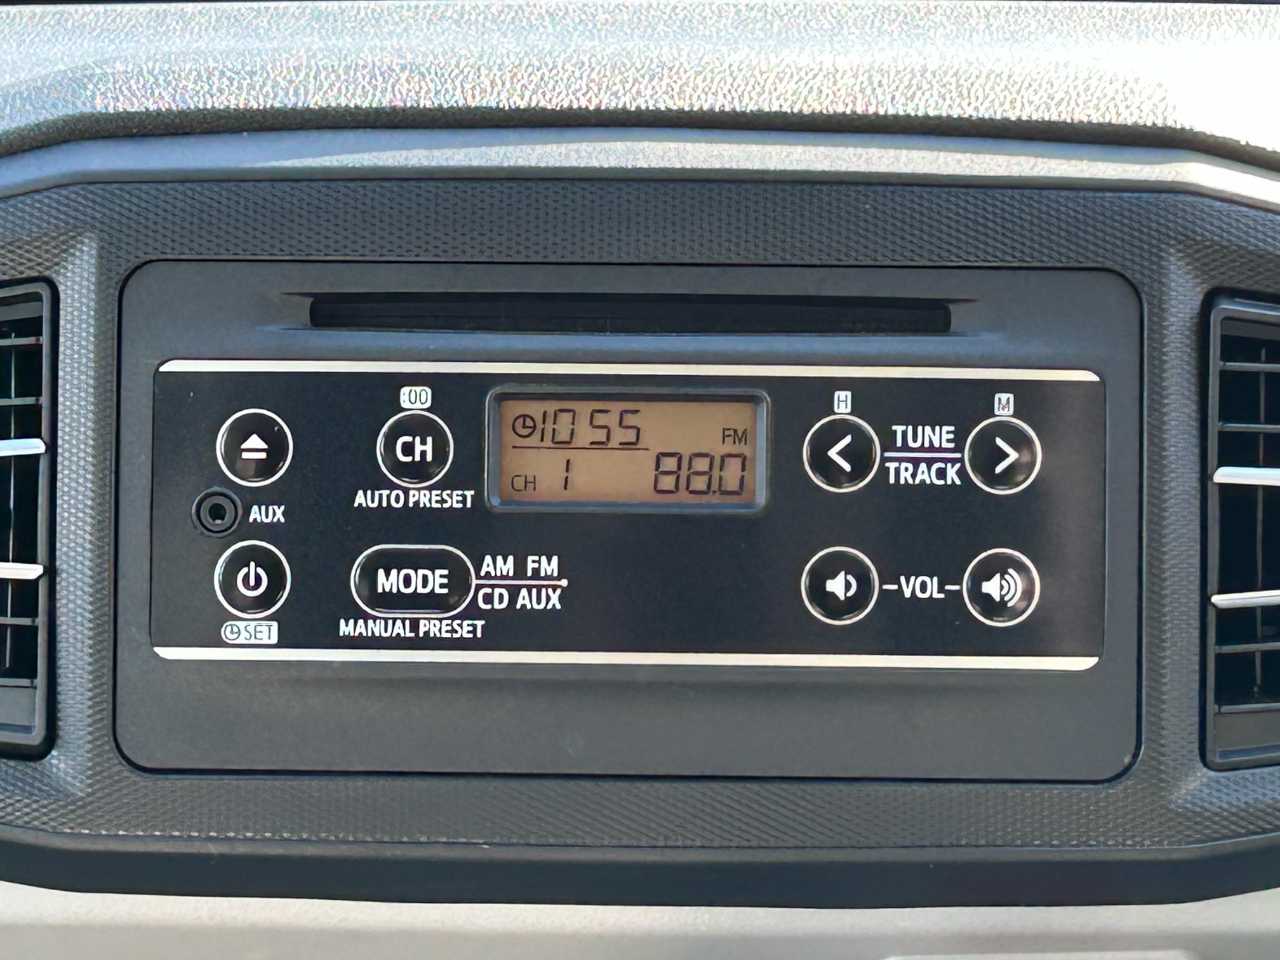 :00
CH
AUTO PRESET
AUX
SET
MODE
AM FM
CD AUX
MANUAL PRESET
10 55
FM
CH 1 88.0
H
M
TUNE
TRACK
-VOL-